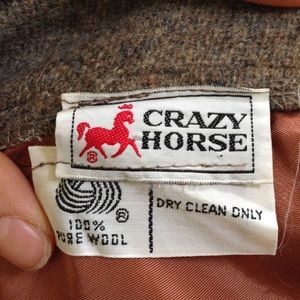 CRAZY
HORSE
®
®
100%
PURE WOOL
DRY CLEAN ONLY